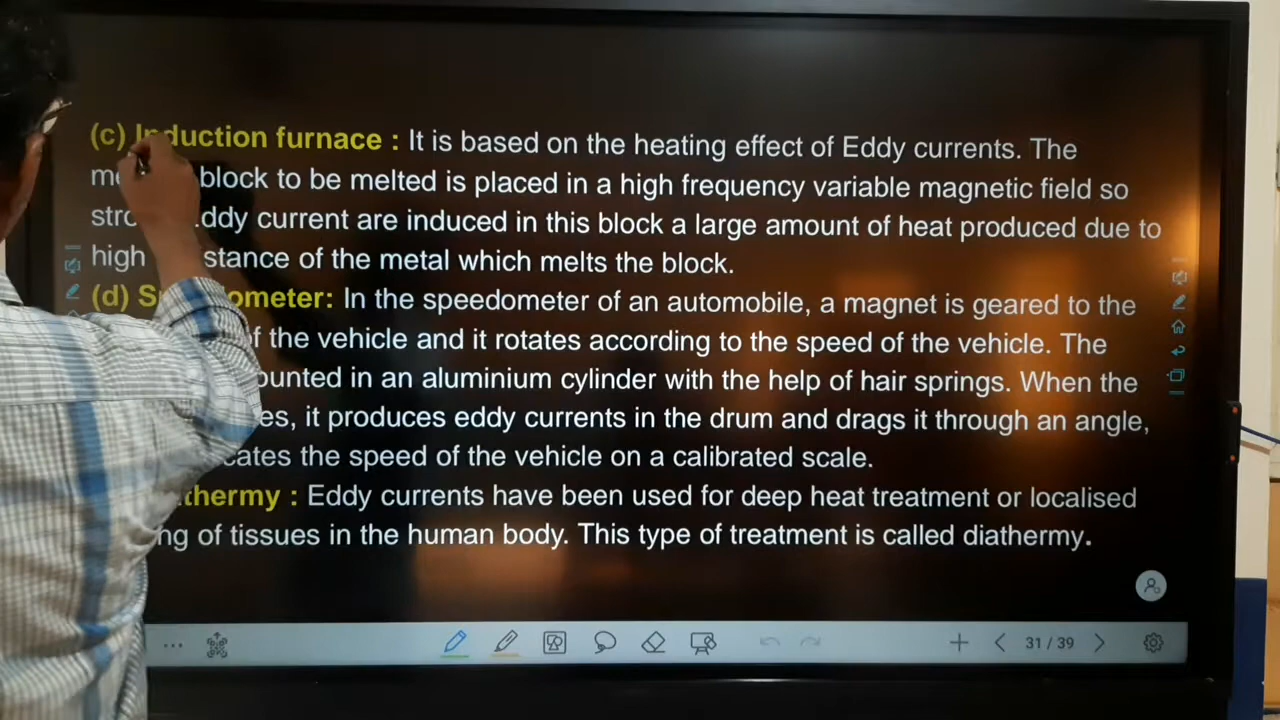 (c) Induction furnace : It is based on the heating effect of Eddy currents. The
block to be melted is placed in a high frequency variable magnetic field so
eddy current are induced in this block a large amount of heat produced due to
high stance of the metal which melts the block.
(d) Speedometer: In the speedometer of an automobile, a magnet is geared to the
of the vehicle and it rotates according to the speed of the vehicle. The
mounted in an aluminium cylinder with the help of hair springs. When the
es, it produces eddy currents in the drum and drags it through an angle,
cates the speed of the vehicle on a calibrated scale.
thermy : Eddy currents have been used for deep heat treatment or localised
ng of tissues in the human body. This type of treatment is called diathermy.
31 / 39